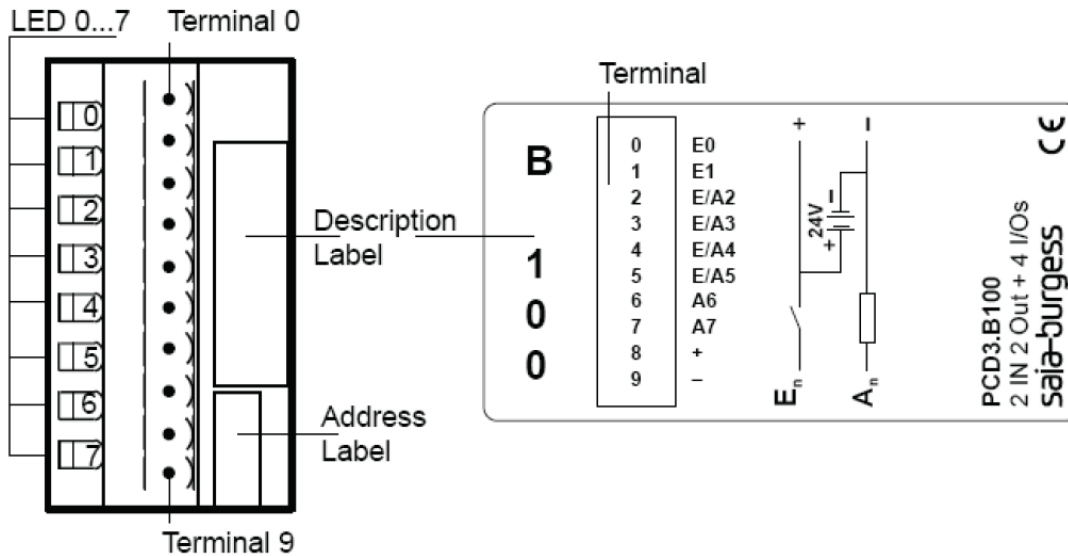 LED 0...7
Terminal 0
0
1
2
3
4
5
6
7
Description
Label
Address
Label
Terminal 9
Terminal
B
1
0
0
0 E0
1 E1
2 E/A2
3 E/A3
4 E/A4
5 E/A5
6 A6
7 A7
8 +
9 –
+ –
24V
+ –
En An
PCD3.B100
2 IN 2 Out + 4 I/Os
saia-burgess
CE